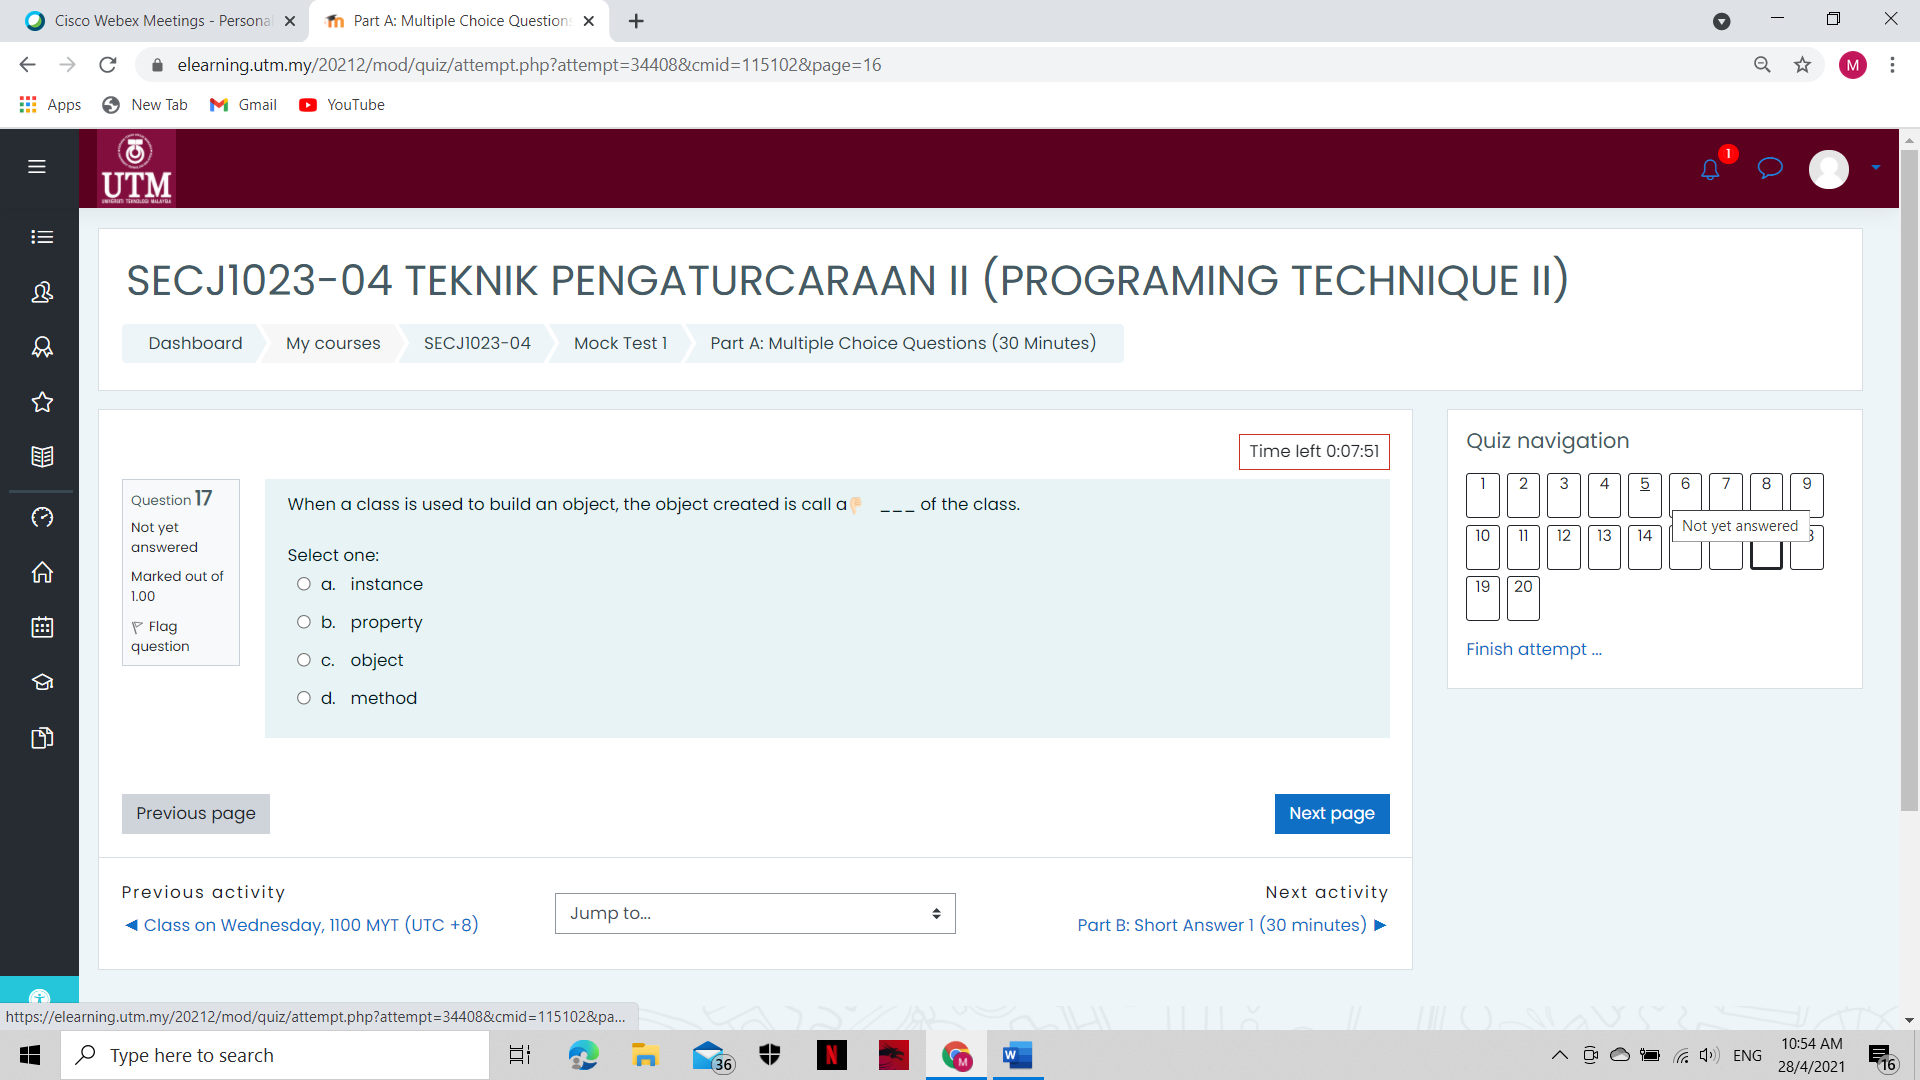 Cisco Webex Meetings - Persona
Part A: Multiple Choice Questions
elearning.utm.my/20212/mod/quiz/attempt.php?attempt=34408&cmid=115102&page=16
M
Apps
New Tab
Gmail
YouTube
UTM
UNIVERSITI TEKNOLOGI MALAYSIA
1
SECJ1023-04 TEKNIK PENGATURCARAAN II (PROGRAMING TECHNIQUE II)
Dashboard
My courses
SECJ1023-04
Mock Test 1
Part A: Multiple Choice Questions (30 Minutes)
Time left 0:07:51
Question 17
Not yet
answered
Marked out of
1.00
Flag
question
When a class is used to build an object, the object created is call a👎🏻 ___ of the class.
Select one:
a. instance
b. property
c. object
d. method
Previous page
Next page
Quiz navigation
1 2 3 4 5 6 7 8 9
Not yet answered
10 11 12 13 14
19 20
Finish attempt ...
Previous activity
◄ Class on Wednesday, 1100 MYT (UTC +8)
Jump to...
Next activity
Part B: Short Answer 1 (30 minutes) ►
https://elearning.utm.my/20212/mod/quiz/attempt.php?attempt=34408&cmid=115102&pa...
Type here to search
36
N
M
W
ENG
10:54 AM
28/4/2021
16